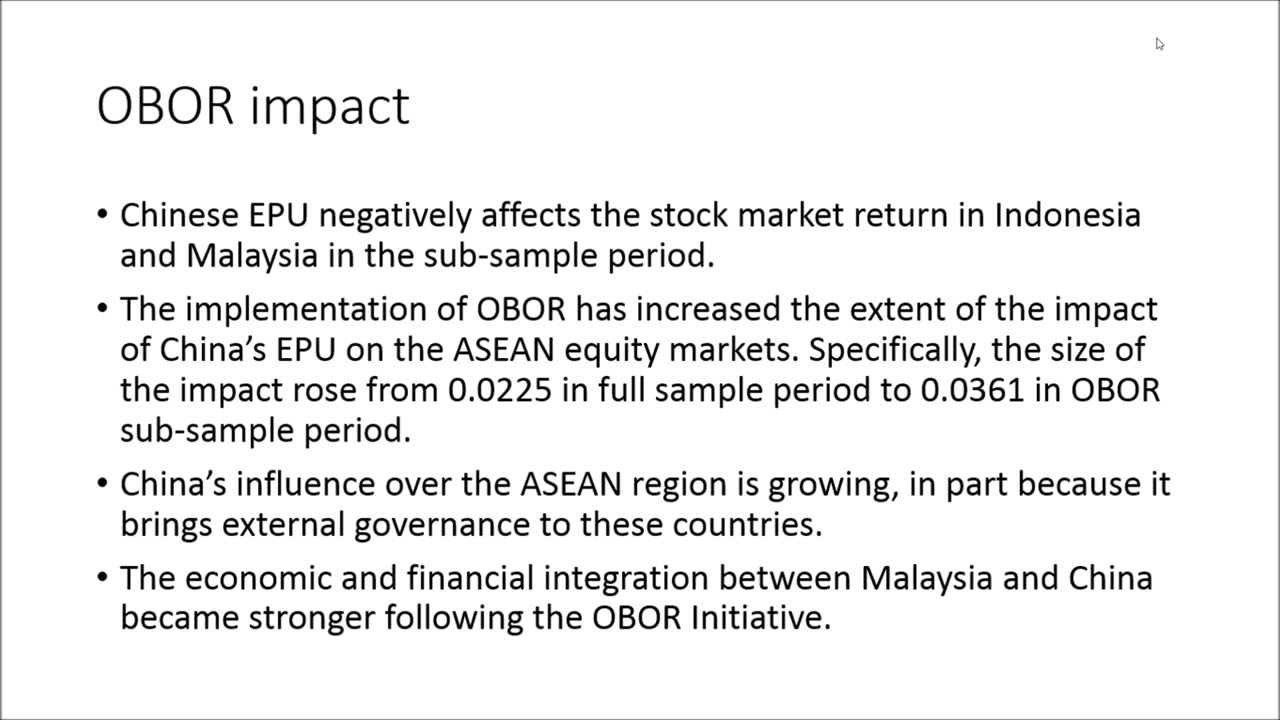 OBOR impact
• Chinese EPU negatively affects the stock market return in Indonesia
and Malaysia in the sub-sample period.
• The implementation of OBOR has increased the extent of the impact
of China’s EPU on the ASEAN equity markets. Specifically, the size of
the impact rose from 0.0225 in full sample period to 0.0361 in OBOR
sub-sample period.
• China’s influence over the ASEAN region is growing, in part because it
brings external governance to these countries.
• The economic and financial integration between Malaysia and China
became stronger following the OBOR Initiative.